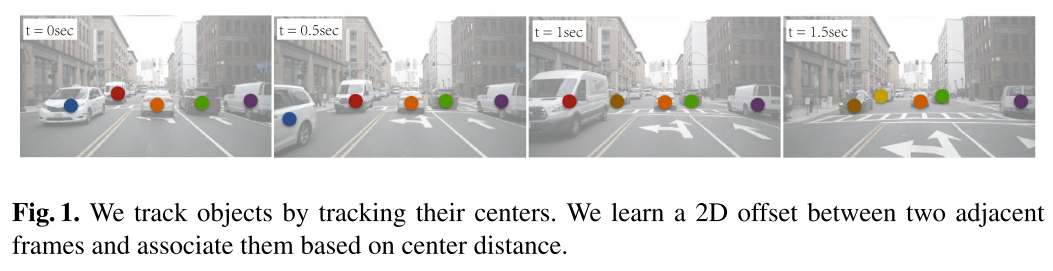 t = 0sec
t = 0.5sec
t = 1sec
t = 1.5sec
Fig. 1. We track objects by tracking their centers. We learn a 2D offset between two adjacent
frames and associate them based on center distance.